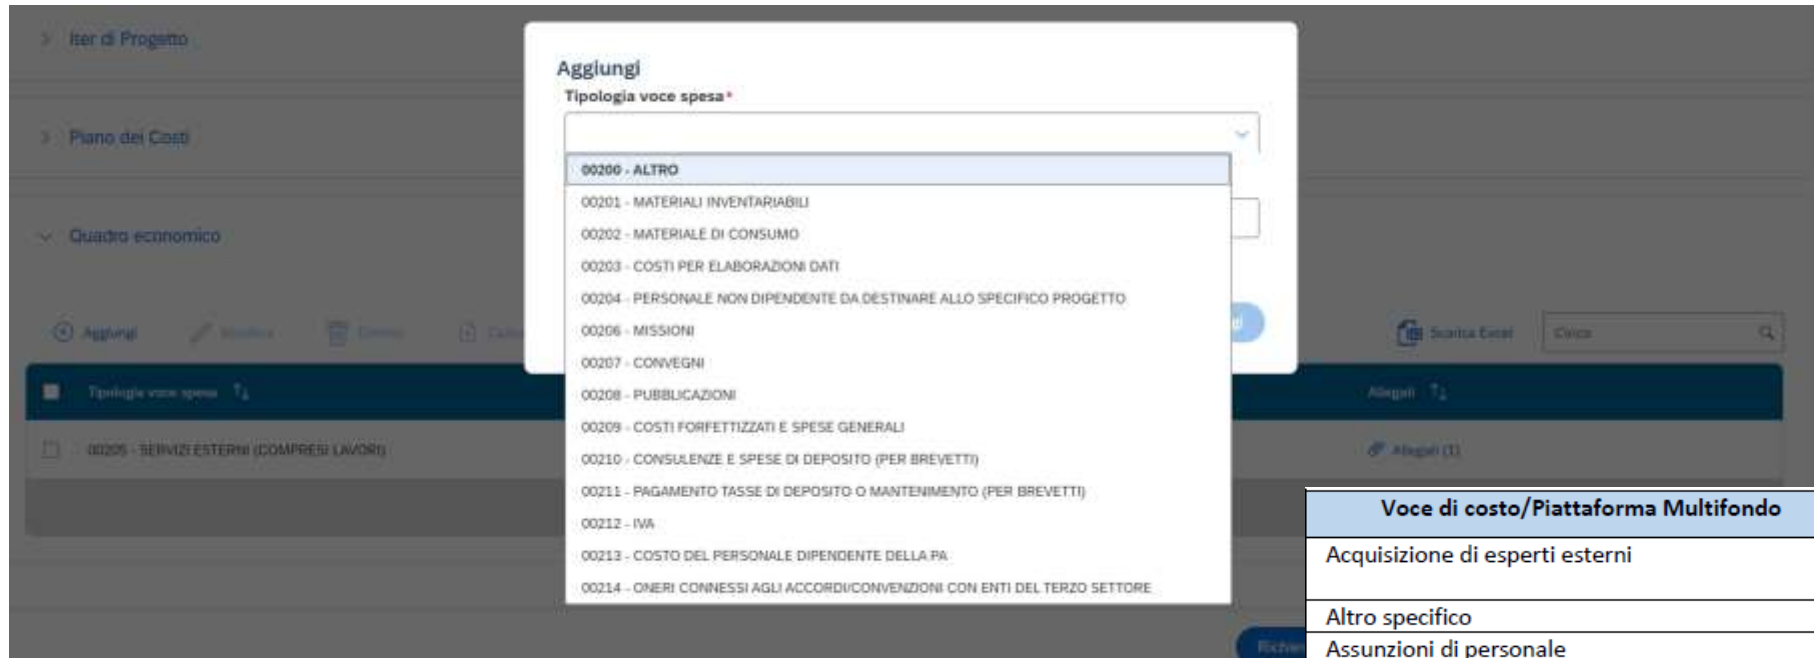 Iter di Progetto
Aggiungi
Tipologia voce spesa*
Piano dei Costi
00200 - ALTRO
00201 - MATERIALI INVENTARIABILI
00202 - MATERIALE DI CONSUMO
Quadro economico
00203 - COSTI PER ELABORAZIONI DATI
00204 - PERSONALE NON DIPENDENTE DA DESTINARE ALLO SPECIFICO PROGETTO
00206 - MISSIONI
Aggiungi Modifica Elimina Scarica Excel Cerca
00207 - CONVEGNI
Tipologia voce spesa Allegati
00208 - PUBBLICAZIONI
00209 - COSTI FORFETTIZZATI E SPESE GENERALI
00205 - SERVIZI ESTERNI (COMPRESI LAVORI) Allegati (1)
00210 - CONSULENZE E SPESE DI DEPOSITO (PER BREVETTI)
00211 - PAGAMENTO TASSE DI DEPOSITO O MANTENIMENTO (PER BREVETTI)
00212 - IVA
00213 - COSTO DEL PERSONALE DIPENDENTE DELLA PA
00214 - ONERI CONNESSI AGLI ACCORDI/CONVENZIONI CON ENTI DEL TERZO SETTORE
Voce di costo/Piattaforma Multifondo
Acquisizione di esperti esterni
Altro specifico
Assunzioni di personale